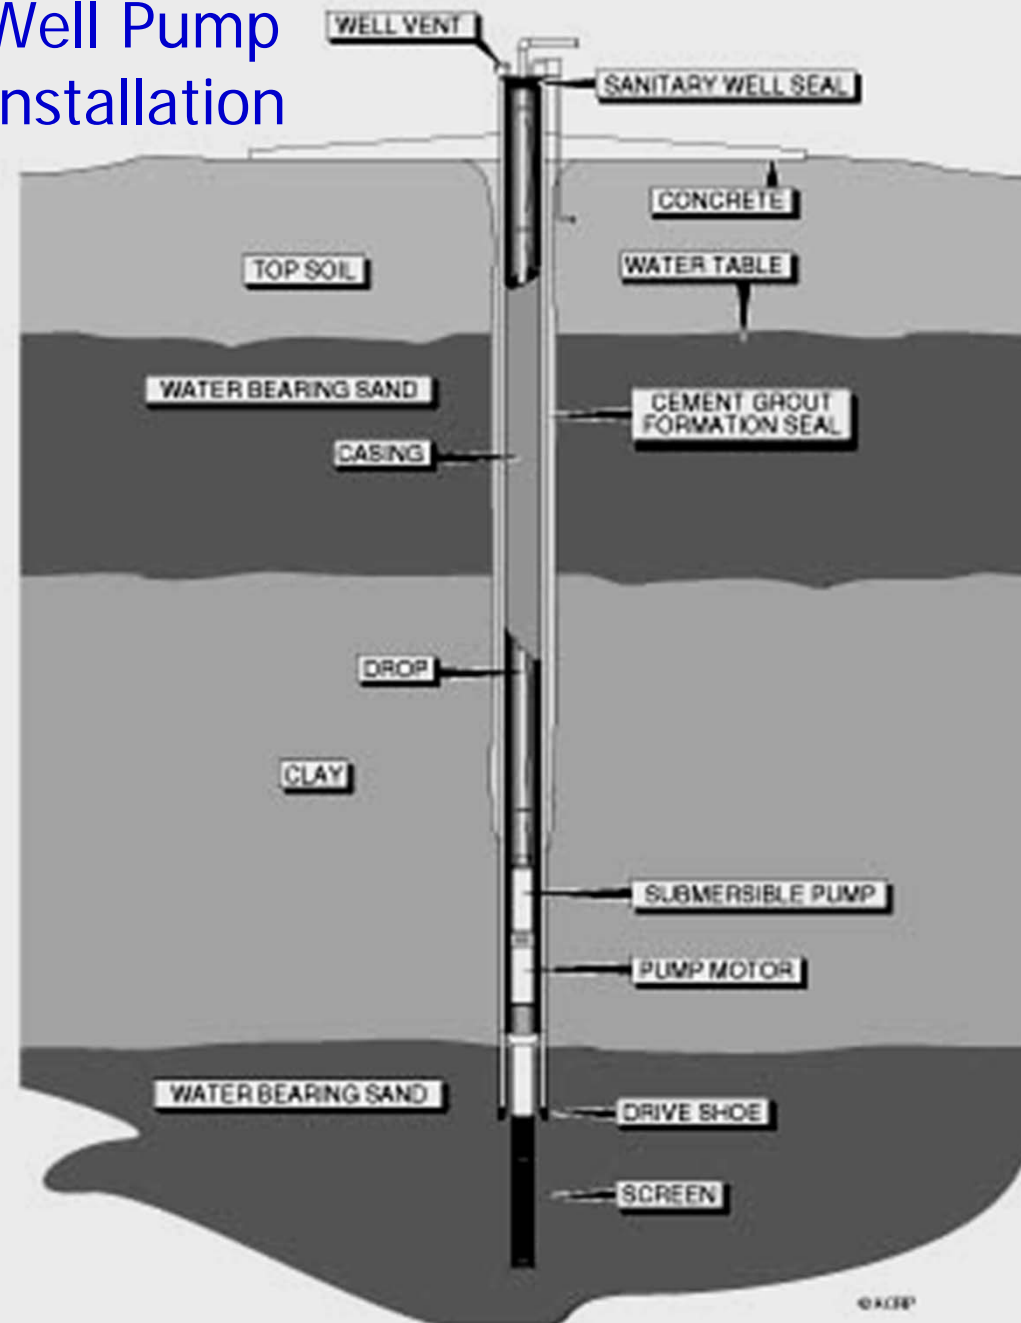 Well Pump
nstallation
WELL VENT
SANITARY WELL SEAL
CONCRETE
TOP SOIL
WATER TABLE
WATER BEARING SAND
CEMENT GROUT
FORMATION SEAL
CASING
DROP
CLAY
SUBMERSIBLE PUMP
PUMP MOTOR
WATER BEARING SAND
DRIVE SHOE
SCREEN